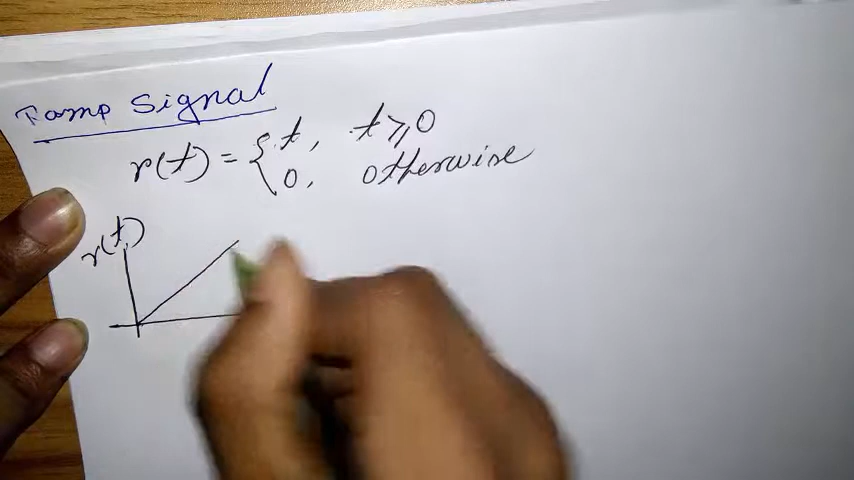 Ramp Signal
r(t) = { t, t ≥ 0
0, otherwise
r(t)